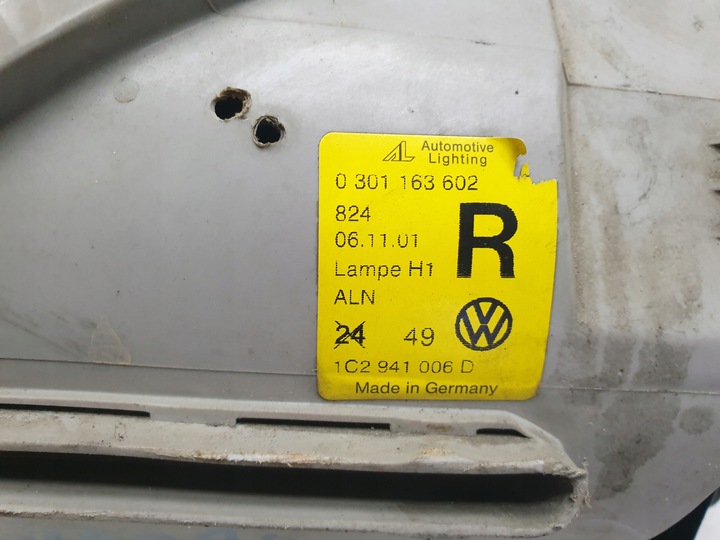 AL Automotive
Lighting
0 301 163 602
824
06.11.01
R
Lampe H1
ALN
24 49
1C2 941 006 D
Made in Germany